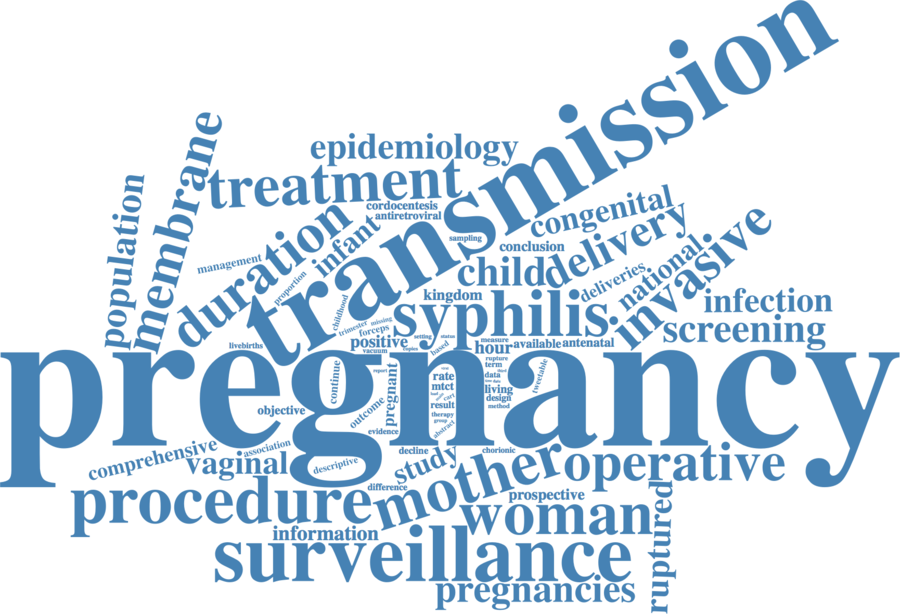 transmission
epidemiology
membrane
treatment
population
cordocentesis
antiretroviral
duration
infant
congenital
sampling
conclusion
delivery
invasive
management
child
national
proportion
deliveries
kingdom
childhood
syphilis
infection
trimester
missing
forceps
screening
positive
setting
status
measure
available
antenatal
livebirths
vacuum
based
hour
rupture
pregnancy
term
continue
report
pregnant
rate
data
tweetable
mtct
living
design
objective
outcome
result
method
therapy
group
evidence
abstract
comprehensive
association
decline
chorionic
vaginal
descriptive
study
mother
operative
procedure
difference
prospective
woman
ruptured
information
surveillance
pregnancies